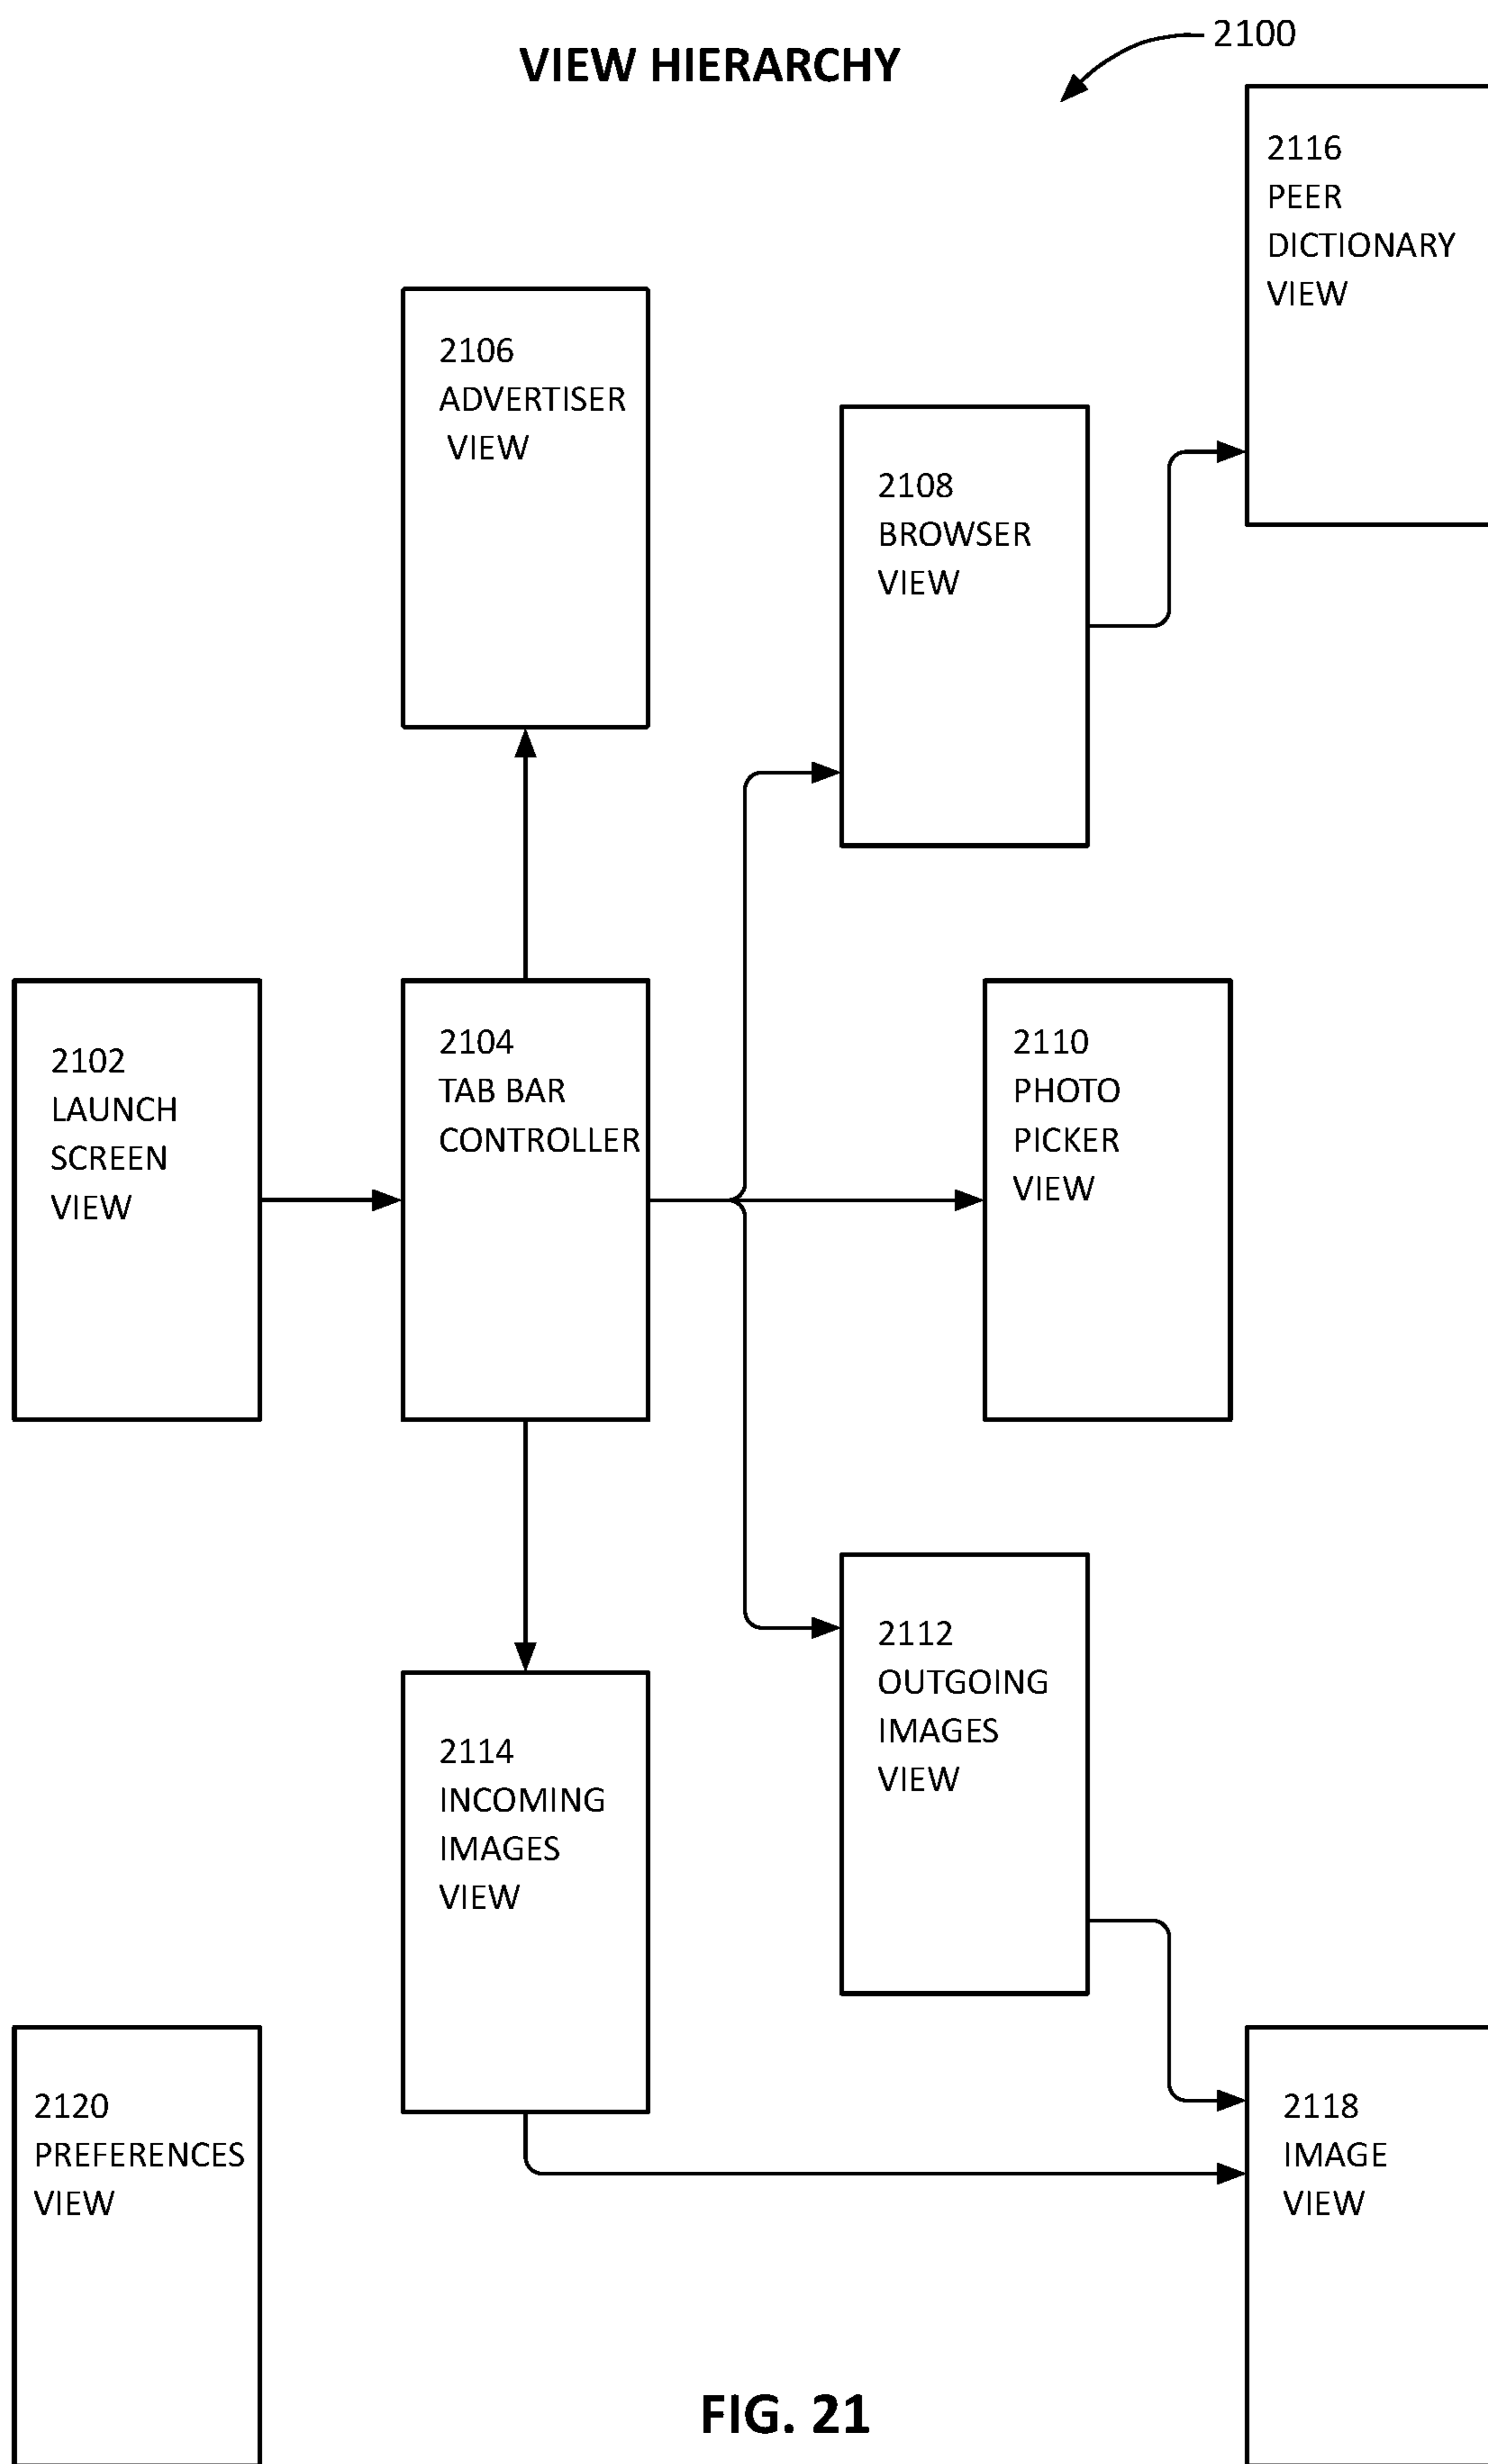 VIEW HIERARCHY
2100
2116
PEER
DICTIONARY
VIEW
2106
ADVERTISER
VIEW
2108
BROWSER
VIEW
2102
LAUNCH
SCREEN
VIEW
2104
TAB BAR
CONTROLLER
2110
PHOTO
PICKER
VIEW
2112
OUTGOING
IMAGES
VIEW
2114
INCOMING
IMAGES
VIEW
2120
PREFERENCES
VIEW
2118
IMAGE
VIEW
FIG. 21